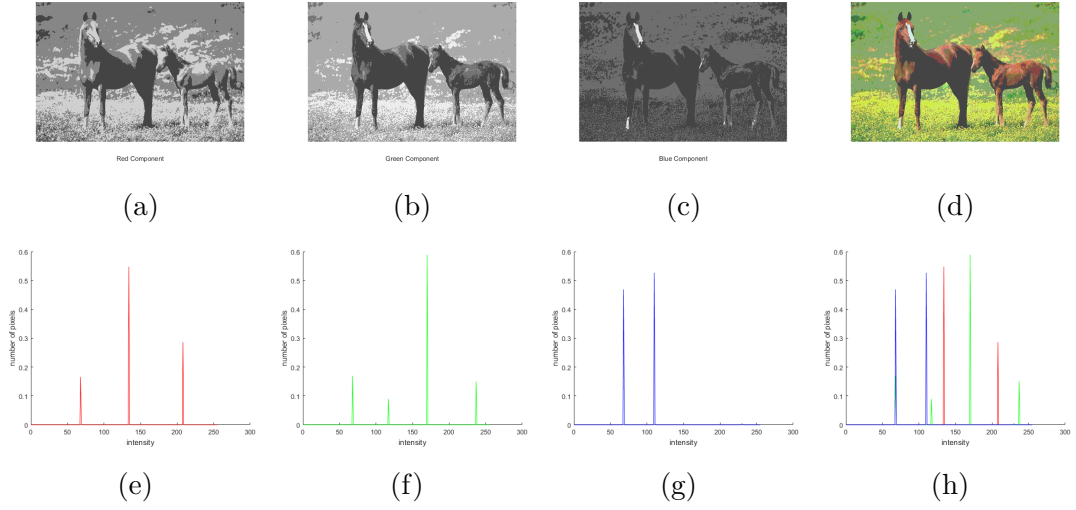 Red Component
Green Component
Blue Component
(a)
(b)
(c)
(d)
0.6
0.5
0.4
0.3
0.2
0.1
0
number of pixels
0 50 100 150 200 250 300
intensity
0.6
0.5
0.4
0.3
0.2
0.1
0
number of pixels
0 50 100 150 200 250 300
intensity
0.6
0.5
0.4
0.3
0.2
0.1
0
number of pixels
0 50 100 150 200 250 300
intensity
0.6
0.5
0.4
0.3
0.2
0.1
0
number of pixels
0 50 100 150 200 250 300
intensity
(e)
(f)
(g)
(h)